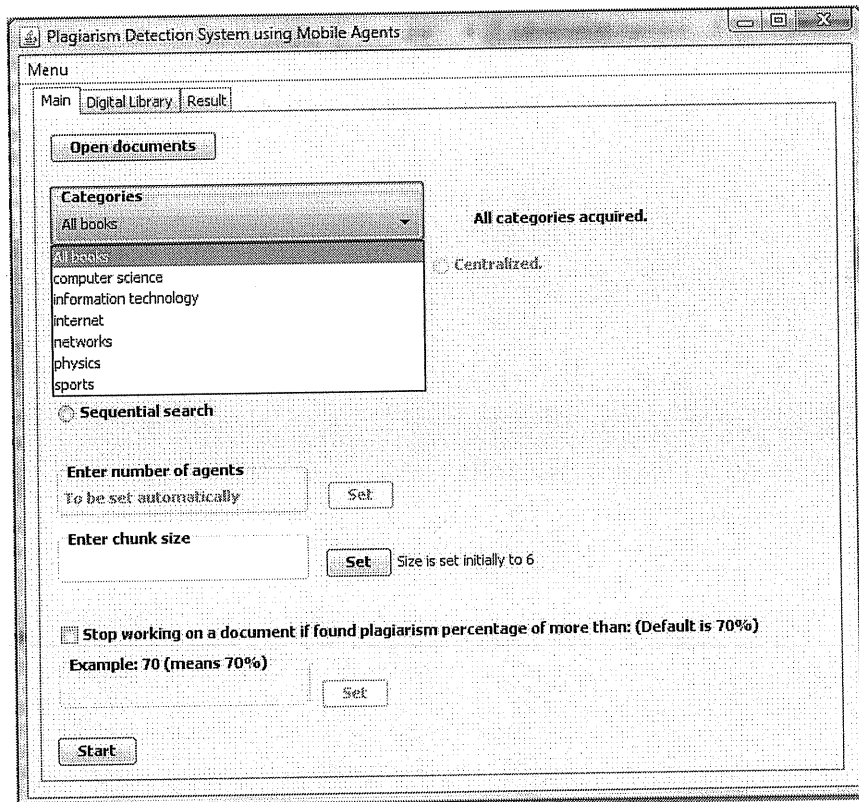 Plagiarism Detection System using Mobile Agents
Menu
Main Digital Library Result
Open documents
Categories
All books
All categories acquired.
All books
computer science
Centralized.
information technology
internet
networks
physics
sports
Sequential search
Enter number of agents
To be set automatically
Set
Enter chunk size
Set Size is set initially to 6
Stop working on a document if found plagiarism percentage of more than: (Default is 70%)
Example: 70 (means 70%)
Set
Start